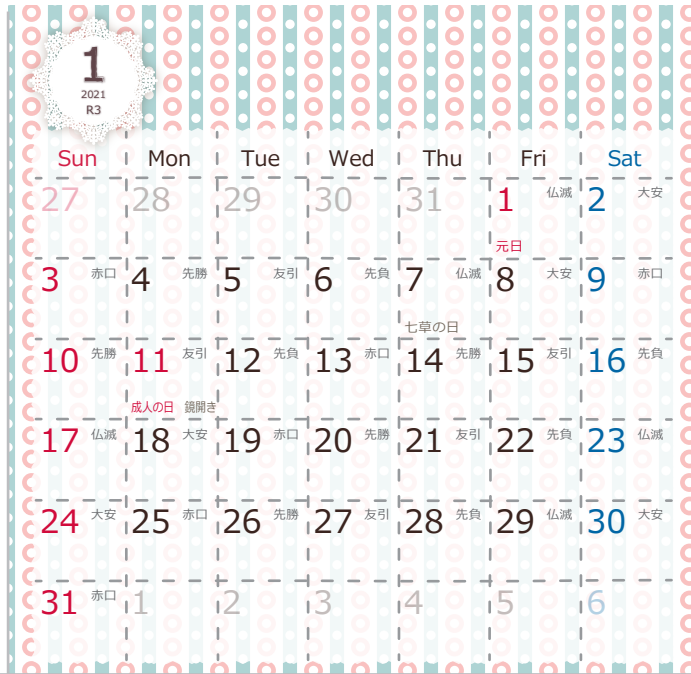 1
2021
R3
Sun Mon Tue Wed Thu Fri Sat
27 28 29 30 31 1 仏滅 2 大安
元日
3 赤口 4 先勝 5 友引 6 先負 7 仏滅 8 大安 9 赤口
七草の日
10 先勝 11 友引 12 先負 13 赤口 14 先勝 15 友引 16 先負
成人の日 鏡開き
17 仏滅 18 大安 19 赤口 20 先勝 21 友引 22 先負 23 仏滅
24 大安 25 赤口 26 先勝 27 友引 28 先負 29 仏滅 30 大安
31 赤口 1 2 3 4 5 6